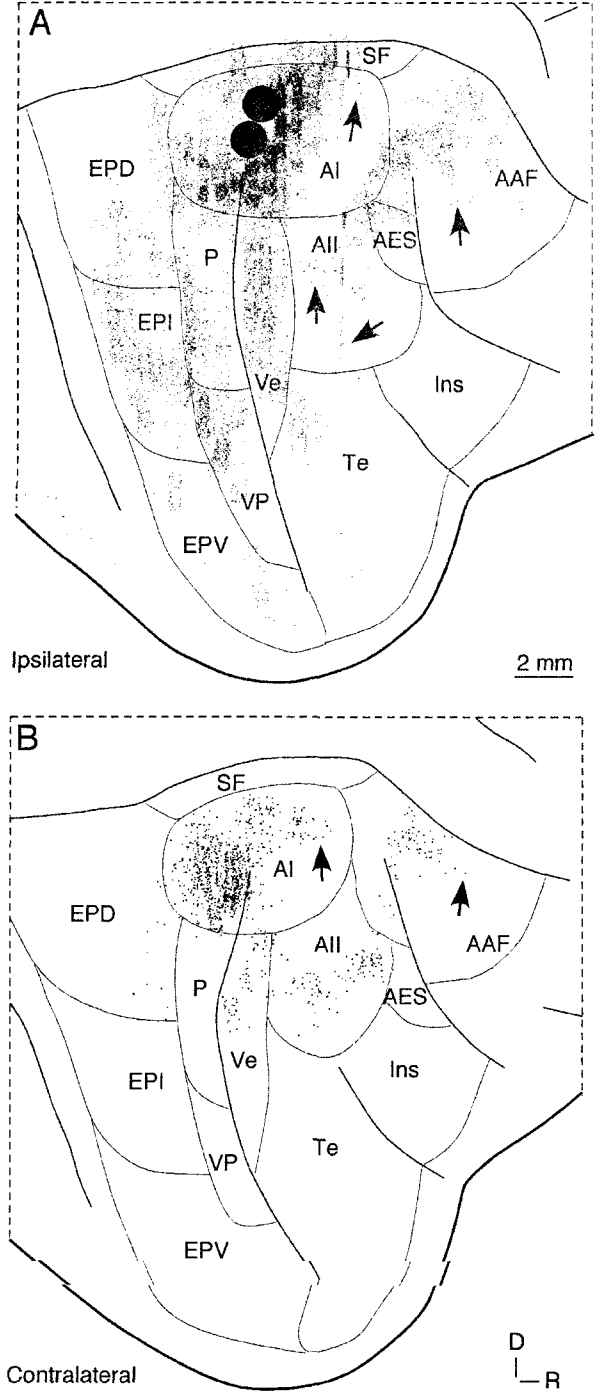 A
SF
EPD
AI
AAF
P
AII
AES
EPI
Ve
Ins
Te
VP
EPV
Ipsilateral
2 mm
B
SF
AI
EPD
AII
AAF
P
AES
Ve
EPI
Ins
Te
VP
EPV
D
R
Contralateral